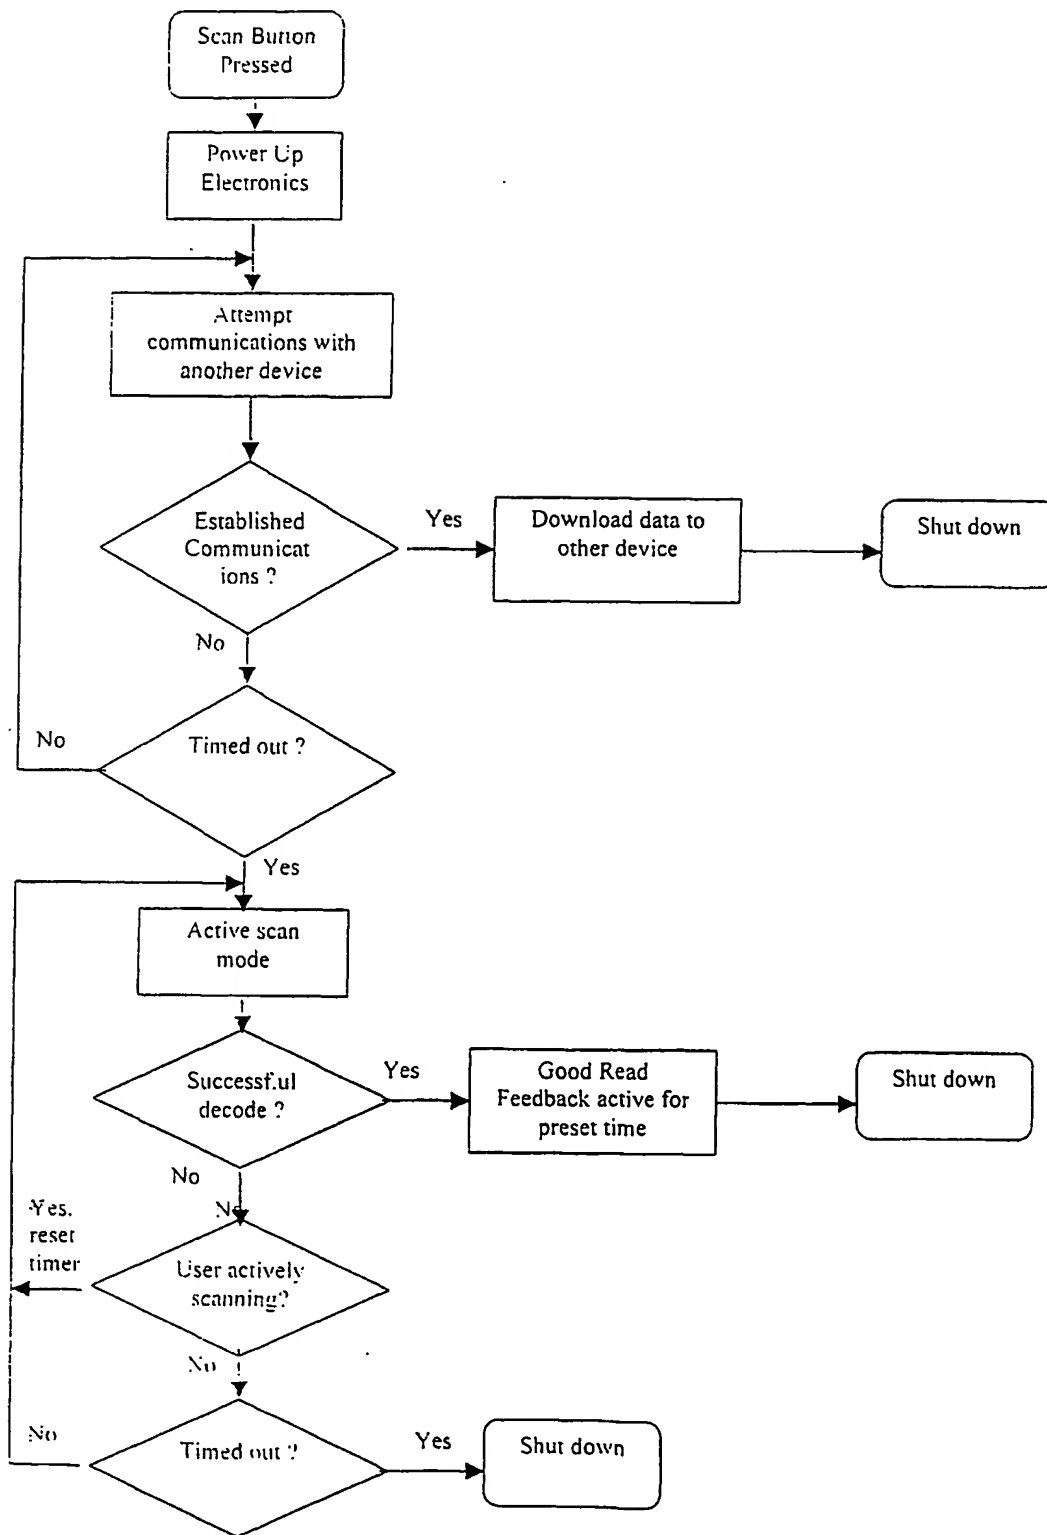 Scan Button
Pressed
Power Up
Electronics
Attempt
communications with
another device
Established
Communicat
ions ?
Yes
Download data to
other device
Shut down
No
Timed out ?
No
Yes
Active scan
mode
Successful
decode ?
Yes
Good Read
Feedback active for
preset time
Shut down
No
No
Yes,
reset
timer
User actively
scanning?
No
Timed out ?
No
Yes
Shut down